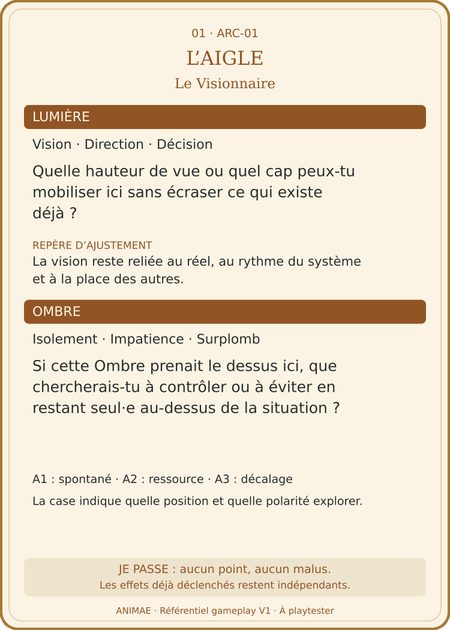 01 · ARC-01
L’AIGLE
Le Visionnaire
LUMIÈRE
Vision · Direction · Décision
Quelle hauteur de vue ou quel cap peux-tu
mobiliser ici sans écraser ce qui existe
déjà ?
REPÈRE D’AJUSTEMENT
La vision reste reliée au réel, au rythme du système
et à la place des autres.
OMBRE
Isolement · Impatience · Surplomb
Si cette Ombre prenait le dessus ici, que
chercherais-tu à contrôler ou à éviter en
restant seul·e au-dessus de la situation ?
A1 : spontané · A2 : ressource · A3 : décalage
La case indique quelle position et quelle polarité explorer.
JE PASSE : aucun point, aucun malus.
Les effets déjà déclenchés restent indépendants.
ANIMAE · Référentiel gameplay V1 · À playtester